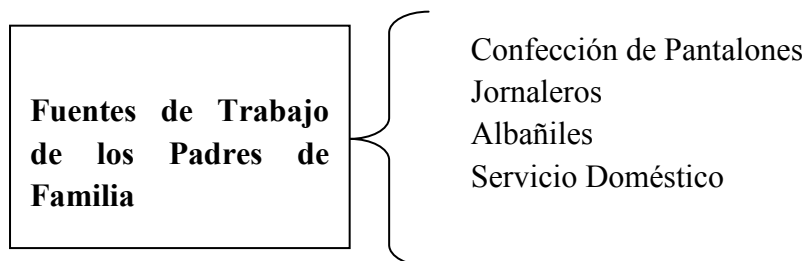 Fuentes de Trabajo
de los Padres de
Familia
Confección de Pantalones
Jornaleros
Albañiles
Servicio Doméstico